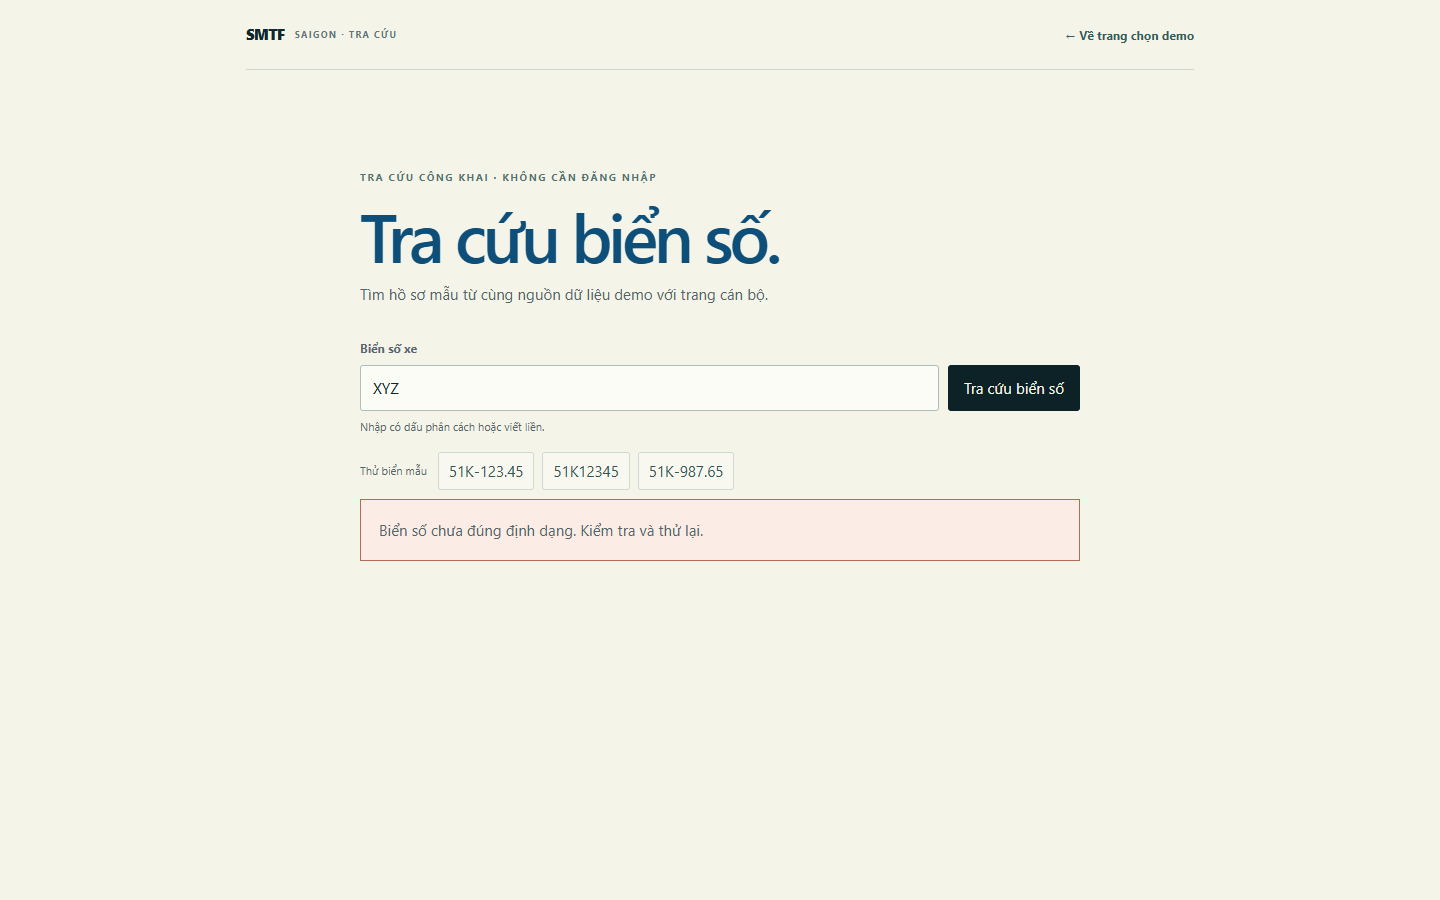 SMTF SAIGON · TRA CỨU
← Về trang chọn demo
TRA CỨU CÔNG KHAI · KHÔNG CẦN ĐĂNG NHẬP
Tra cứu biển số.
Tìm hồ sơ mẫu từ cùng nguồn dữ liệu demo với trang cán bộ.
Biển số xe
XYZ
Tra cứu biển số
Nhập có dấu phân cách hoặc viết liền.
Thử biển mẫu 51K-123.45 51K12345 51K-987.65
Biển số chưa đúng định dạng. Kiểm tra và thử lại.